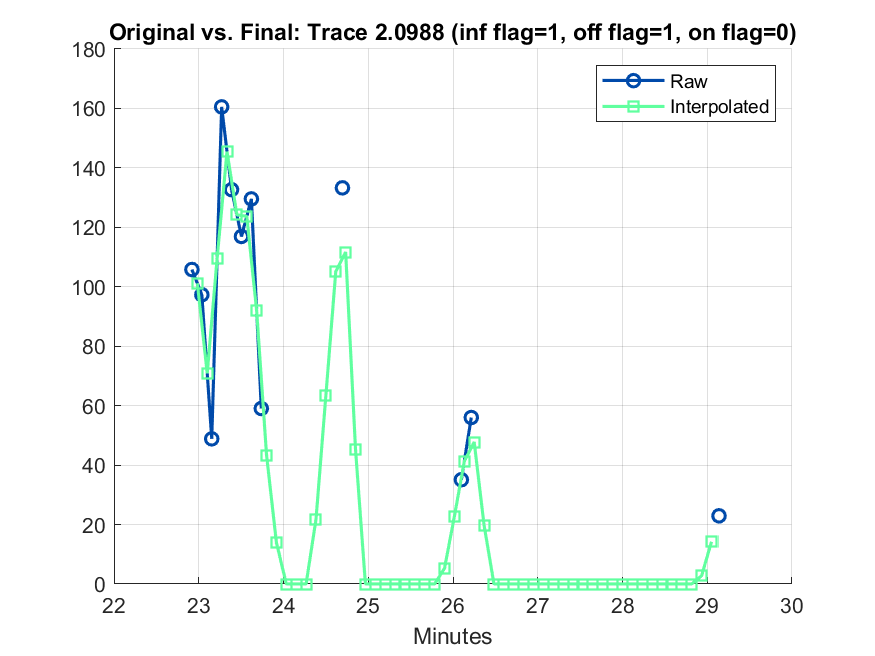 Original vs. Final: Trace 2.0988 (inf flag=1, off flag=1, on flag=0)
180
160
140
120
100
80
60
40
20
0
Raw
Interpolated
22 23 24 25 26 27 28 29 30
Minutes